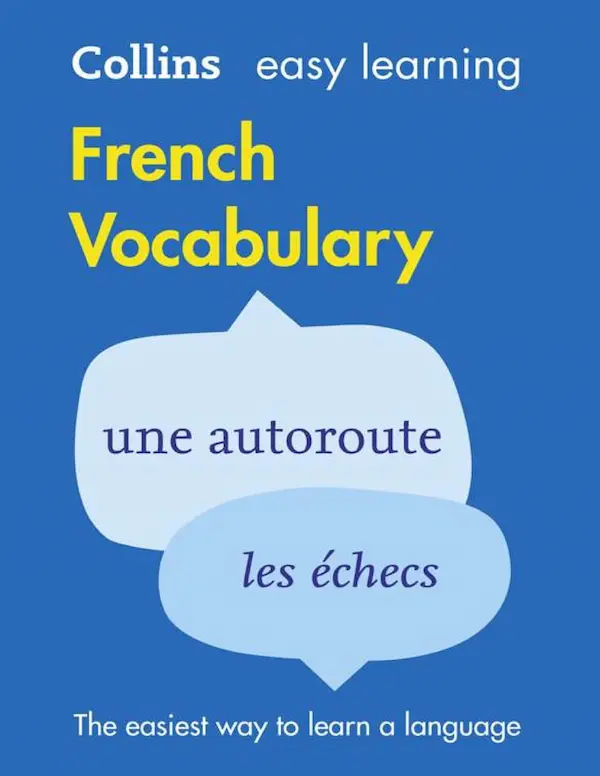 Collins easy learning
French
Vocabulary
une autoroute
les échecs
The easiest way to learn a language